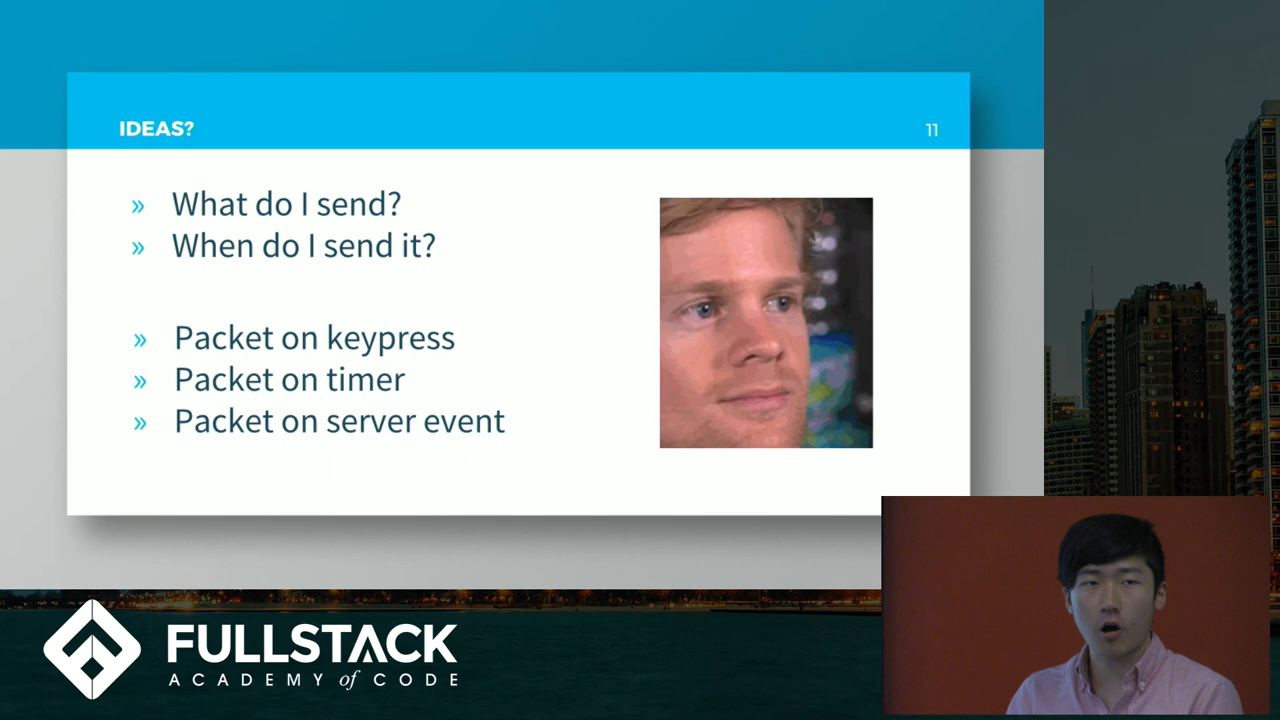 IDEAS?
11
» What do I send?
» When do I send it?
» Packet on keypress
» Packet on timer
» Packet on server event
FULLSTACK
ACADEMY of CODE